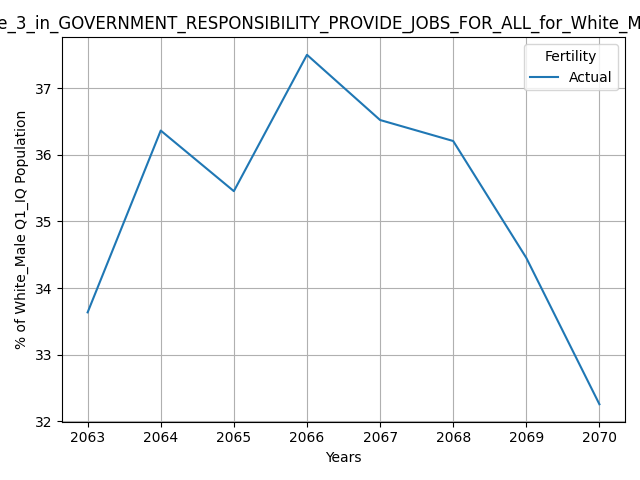 e_3_in_GOVERNMENT_RESPONSIBILITY_PROVIDE_JOBS_FOR_ALL_for_White_M
Fertility
Actual
% of White_Male Q1_IQ Population
37
36
35
34
33
32
2063 2064 2065 2066 2067 2068 2069 2070
Years